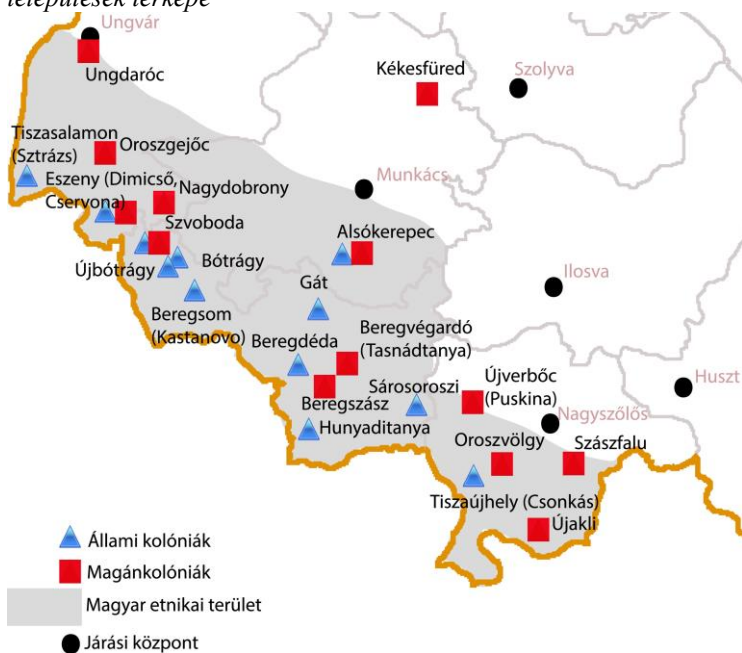 települések térképe
Ungvár
Ungdaróc
Kékesfüred
Szolyva
Tiszasalamon
(Sztrázs)
Oroszgejőc
Eszeny (Dimicső,
Cservona)
Nagydobrony
Munkács
Szvoboda
Alsókerepec
Újbótrágy
Bótrágy
Gát
Ilosva
Beregsom
(Kastanovo)
Beregdéda
Beregvégardó
(Tasnádtanya)
Sárosoroszi
Újverbőc
(Puskina)
Huszt
Beregszász
Nagyszőlős
Hunyaditanya
Oroszvölgy
Szászfalu
Tiszaújhely (Csonkás)
Újakli
Állami kolóniák
Magánkolóniák
Magyar etnikai terület
Járási központ